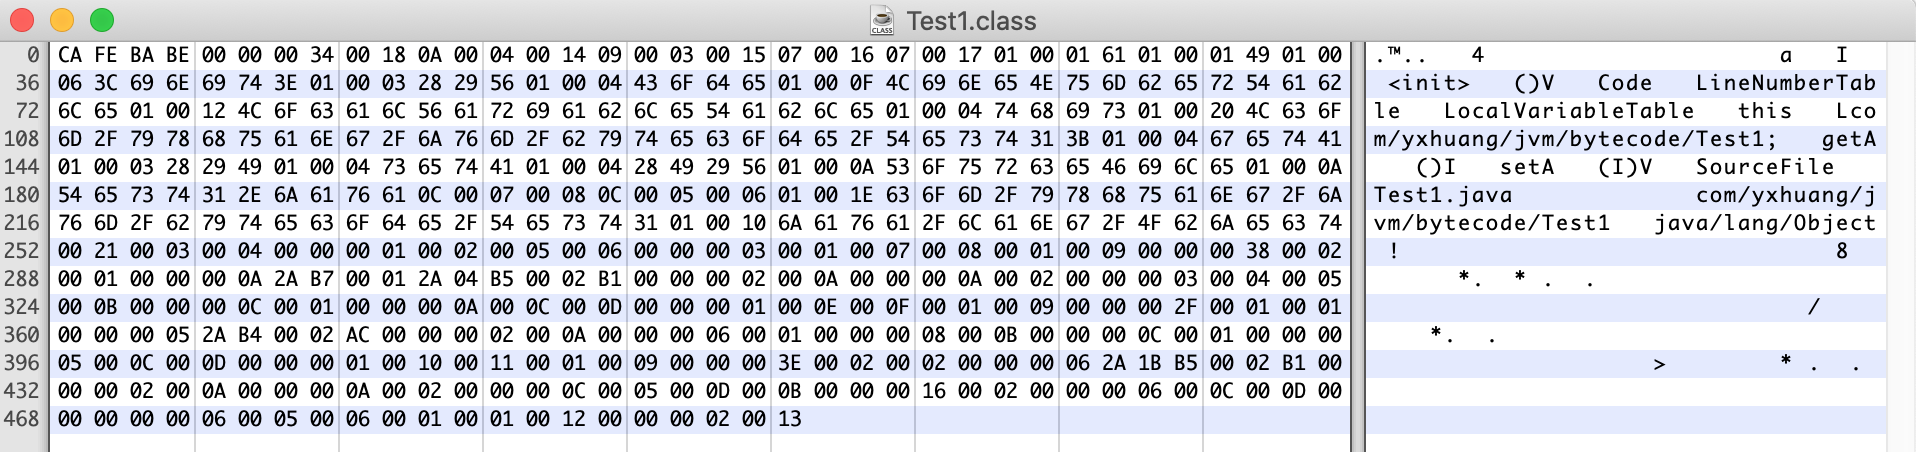 CLASS
Test1.class
0 CA FE BA BE 00 00 00 34 00 18 0A 00 04 00 14 09 00 03 00 15 07 00 16 07 00 17 01 00 01 61 01 00 01 49 01 00 .™.. 4 a I
36 06 3C 69 6E 69 74 3E 01 00 03 28 29 56 01 00 04 43 6F 64 65 01 00 0F 4C 69 6E 65 4E 75 6D 62 65 72 54 61 62 <init> ()V Code LineNumberTab
72 6C 65 01 00 12 4C 6F 63 61 6C 56 61 72 69 61 62 6C 65 54 61 62 6C 65 01 00 04 74 68 69 73 01 00 20 4C 63 6F le LocalVariableTable this Lco
108 6D 2F 79 78 68 75 61 6E 67 2F 6A 76 6D 2F 62 79 74 65 63 6F 64 65 2F 54 65 73 74 31 3B 01 00 04 67 65 74 41 m/yxhuang/jvm/bytecode/Test1; getA
144 01 00 03 28 29 49 01 00 04 73 65 74 41 01 00 04 28 49 29 56 01 00 0A 53 6F 75 72 63 65 46 69 6C 65 01 00 0A ()I setA (I)V SourceFile
180 54 65 73 74 31 2E 6A 61 76 61 0C 00 07 00 08 0C 00 05 00 06 01 00 1E 63 6F 6D 2F 79 78 68 75 61 6E 67 2F 6A Test1.java com/yxhuang/j
216 76 6D 2F 62 79 74 65 63 6F 64 65 2F 54 65 73 74 31 01 00 10 6A 61 76 61 2F 6C 61 6E 67 2F 4F 62 6A 65 63 74 vm/bytecode/Test1 java/lang/Object
252 00 21 00 03 00 04 00 00 00 01 00 02 00 05 00 06 00 00 00 03 00 01 00 07 00 08 00 01 00 09 00 00 00 38 00 02 ! 8
288 00 01 00 00 00 0A 2A B7 00 01 2A 04 B5 00 02 B1 00 00 00 02 00 0A 00 00 00 0A 00 02 00 00 00 03 00 04 00 05 *. * . .
324 00 0B 00 00 00 0C 00 01 00 00 00 0A 00 0C 00 0D 00 00 00 01 00 0E 00 0F 00 01 00 09 00 00 00 2F 00 01 00 01 /
360 00 00 00 05 2A B4 00 02 AC 00 00 00 02 00 0A 00 00 00 06 00 01 00 00 00 08 00 0B 00 00 00 0C 00 01 00 00 00 *. .
396 05 00 0C 00 0D 00 00 00 01 00 10 00 11 00 01 00 09 00 00 00 3E 00 02 00 02 00 00 00 06 2A 1B B5 00 02 B1 00 > * . .
432 00 00 02 00 0A 00 00 00 0A 00 02 00 00 00 0C 00 05 00 0D 00 0B 00 00 00 16 00 02 00 00 00 06 00 0C 00 0D 00
468 00 00 00 00 06 00 05 00 06 00 01 00 01 00 12 00 00 00 02 00 13